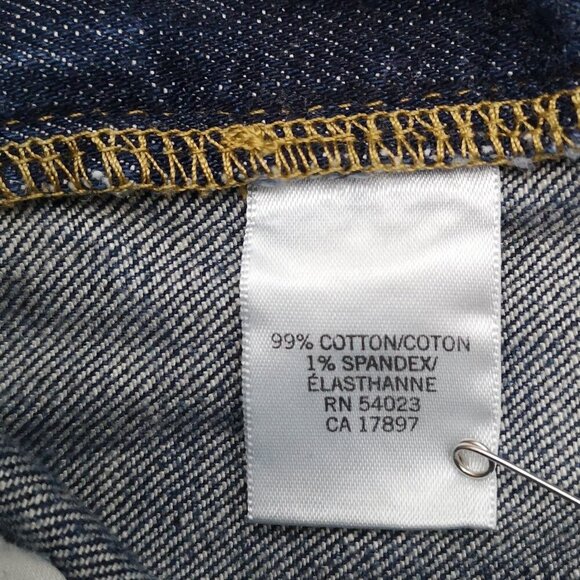 99% COTTON/COTON
1% SPANDEX/
ÉLASTHANNE
RN 54023
CA 17897